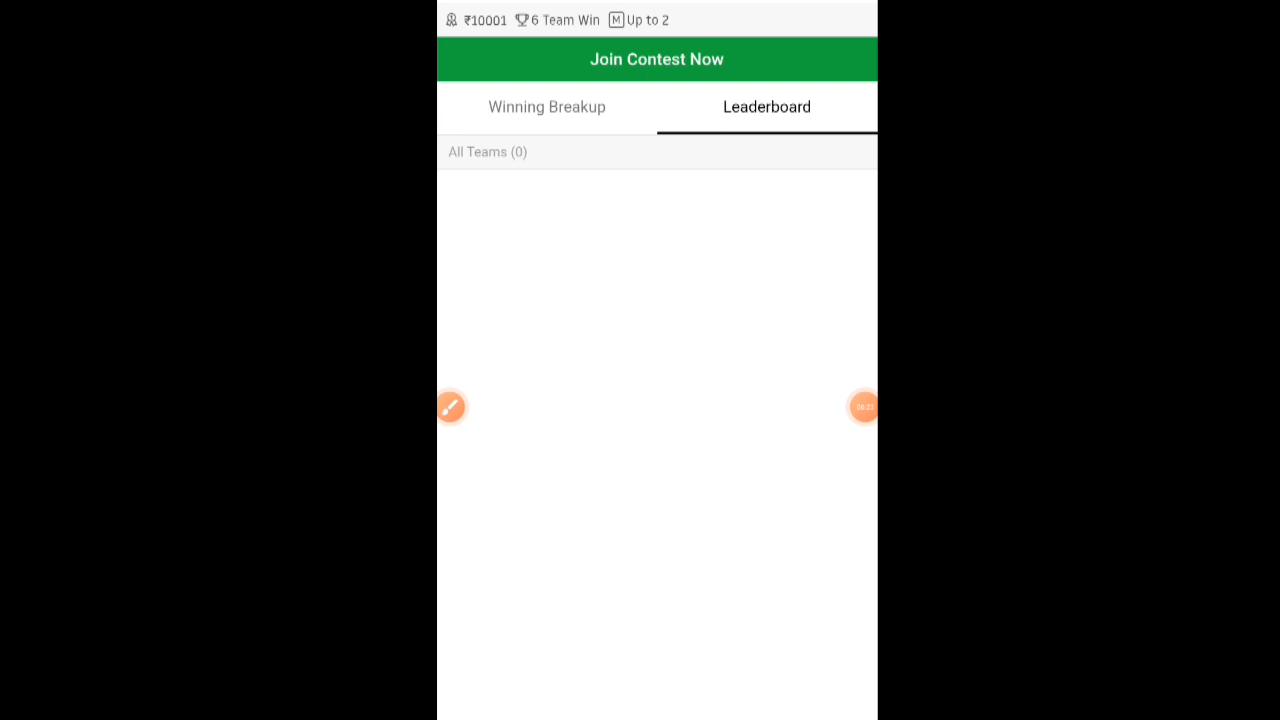 ₹10001 6 Team Win M Up to 2
Join Contest Now
Winning Breakup Leaderboard
All Teams (0)